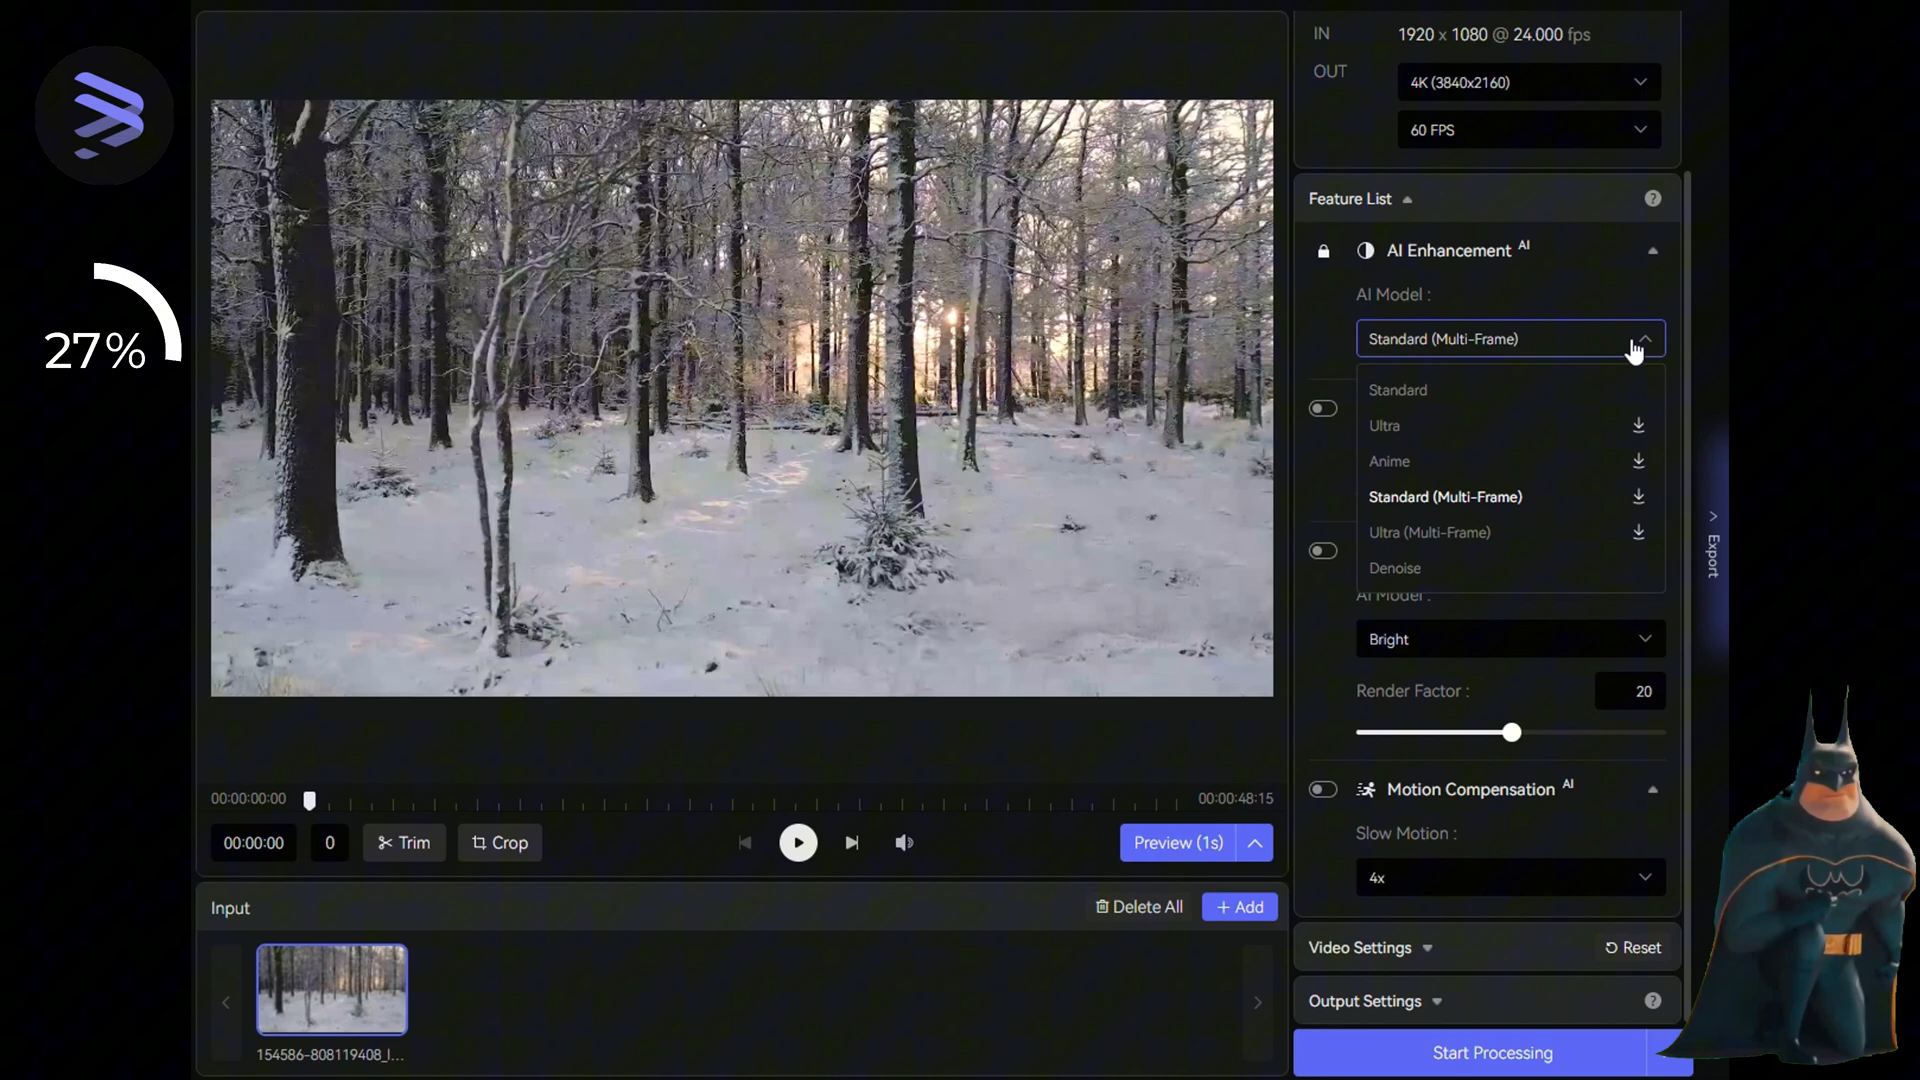 27%
IN
1920 x 1080 @ 24.000 fps
OUT
4K (3840x2160)
60 FPS
Feature List
?
AI Enhancement AI
AI Model :
Standard (Multi-Frame)
Standard
Ultra
Anime
Standard (Multi-Frame)
Ultra (Multi-Frame)
Denoise
AI Model :
Bright
Render Factor :
20
Motion Compensation AI
Slow Motion :
4x
Video Settings
Reset
Output Settings
?
Start Processing
Export
00:00:00:00
00:00:48:15
00:00:00
0
Trim
Crop
Preview (1s)
Input
Delete All
+ Add
154586-808119408_l...